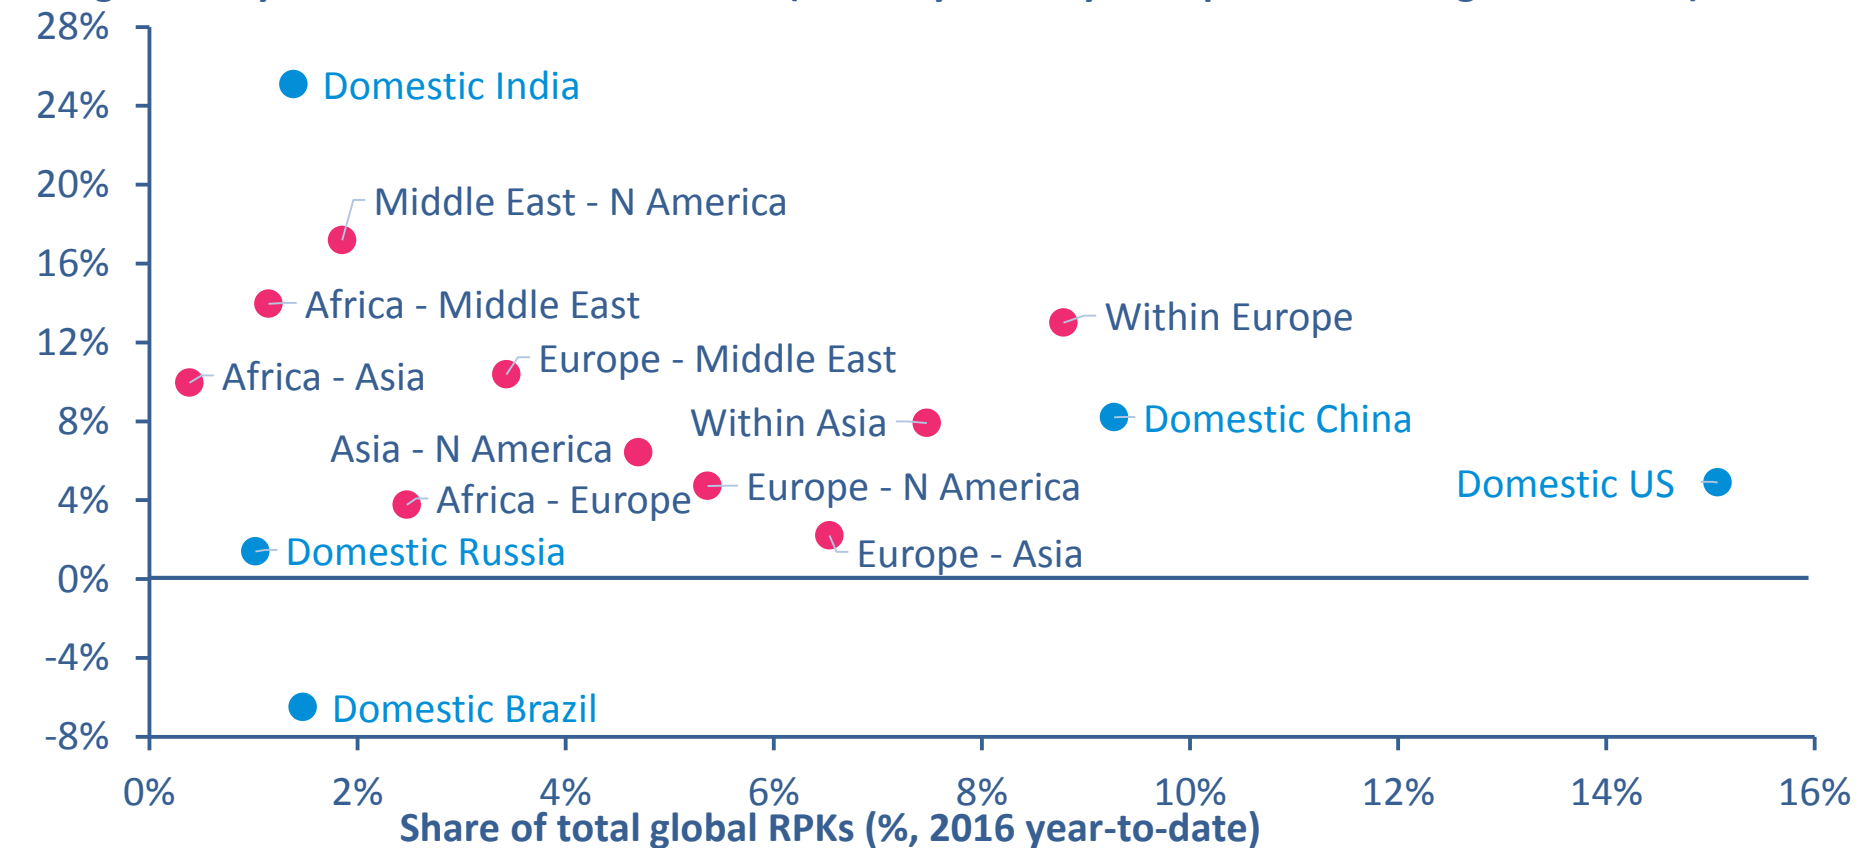 28%
Domestic India
24%
20%
Middle East - N America
16%
Africa - Middle East
Within Europe
12%
Europe - Middle East
Africa - Asia
8%
Within Asia
Domestic China
Asia - N America
Europe - N America
Domestic US
4%
Africa - Europe
Domestic Russia
Europe - Asia
0%
-4%
Domestic Brazil
-8%
0% 2% 4% 6% 8% 10% 12% 14% 16%
Share of total global RPKs (%, 2016 year-to-date)